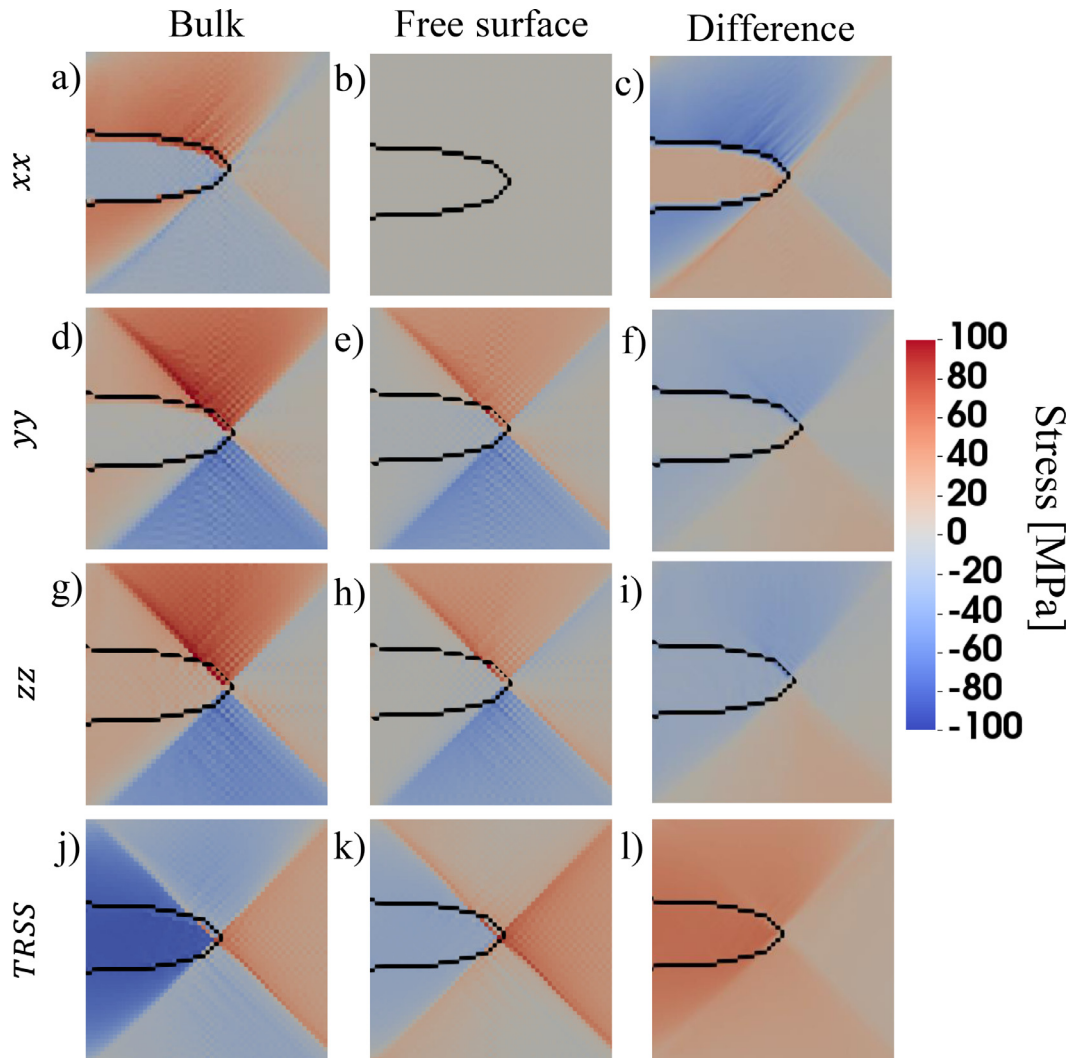 Bulk Free surface Difference
a) b) c)
xx
d) e) f)
yy
g) h) i)
zz
j) k) l)
TRSS
100
80
60
40
20
0
-20
-40
-60
-80
-100
Stress [MPa]